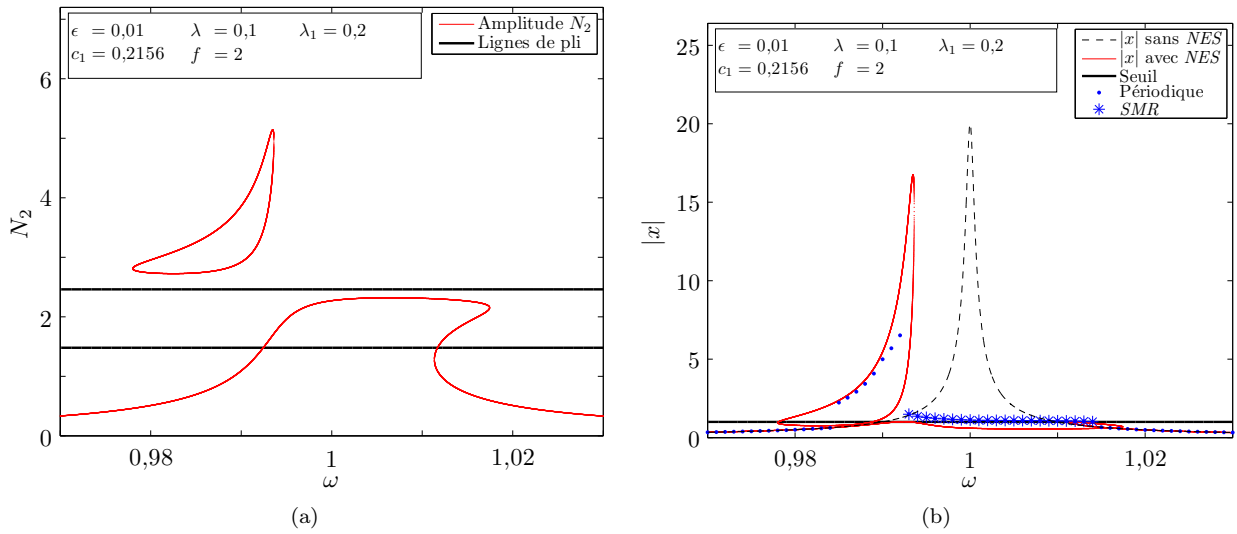 ϵ = 0,01 λ = 0,1 λ₁ = 0,2
c₁ = 0,2156 f = 2
Amplitude N₂
Lignes de pli
6
4
2
0
N₂
0,98 1 1,02
ω
(a)
ϵ = 0,01 λ = 0,1 λ₁ = 0,2
c₁ = 0,2156 f = 2
|x| sans NES
|x| avec NES
Seuil
Périodique
SMR
25
20
15
10
5
0
|x|
0,98 1 1,02
ω
(b)